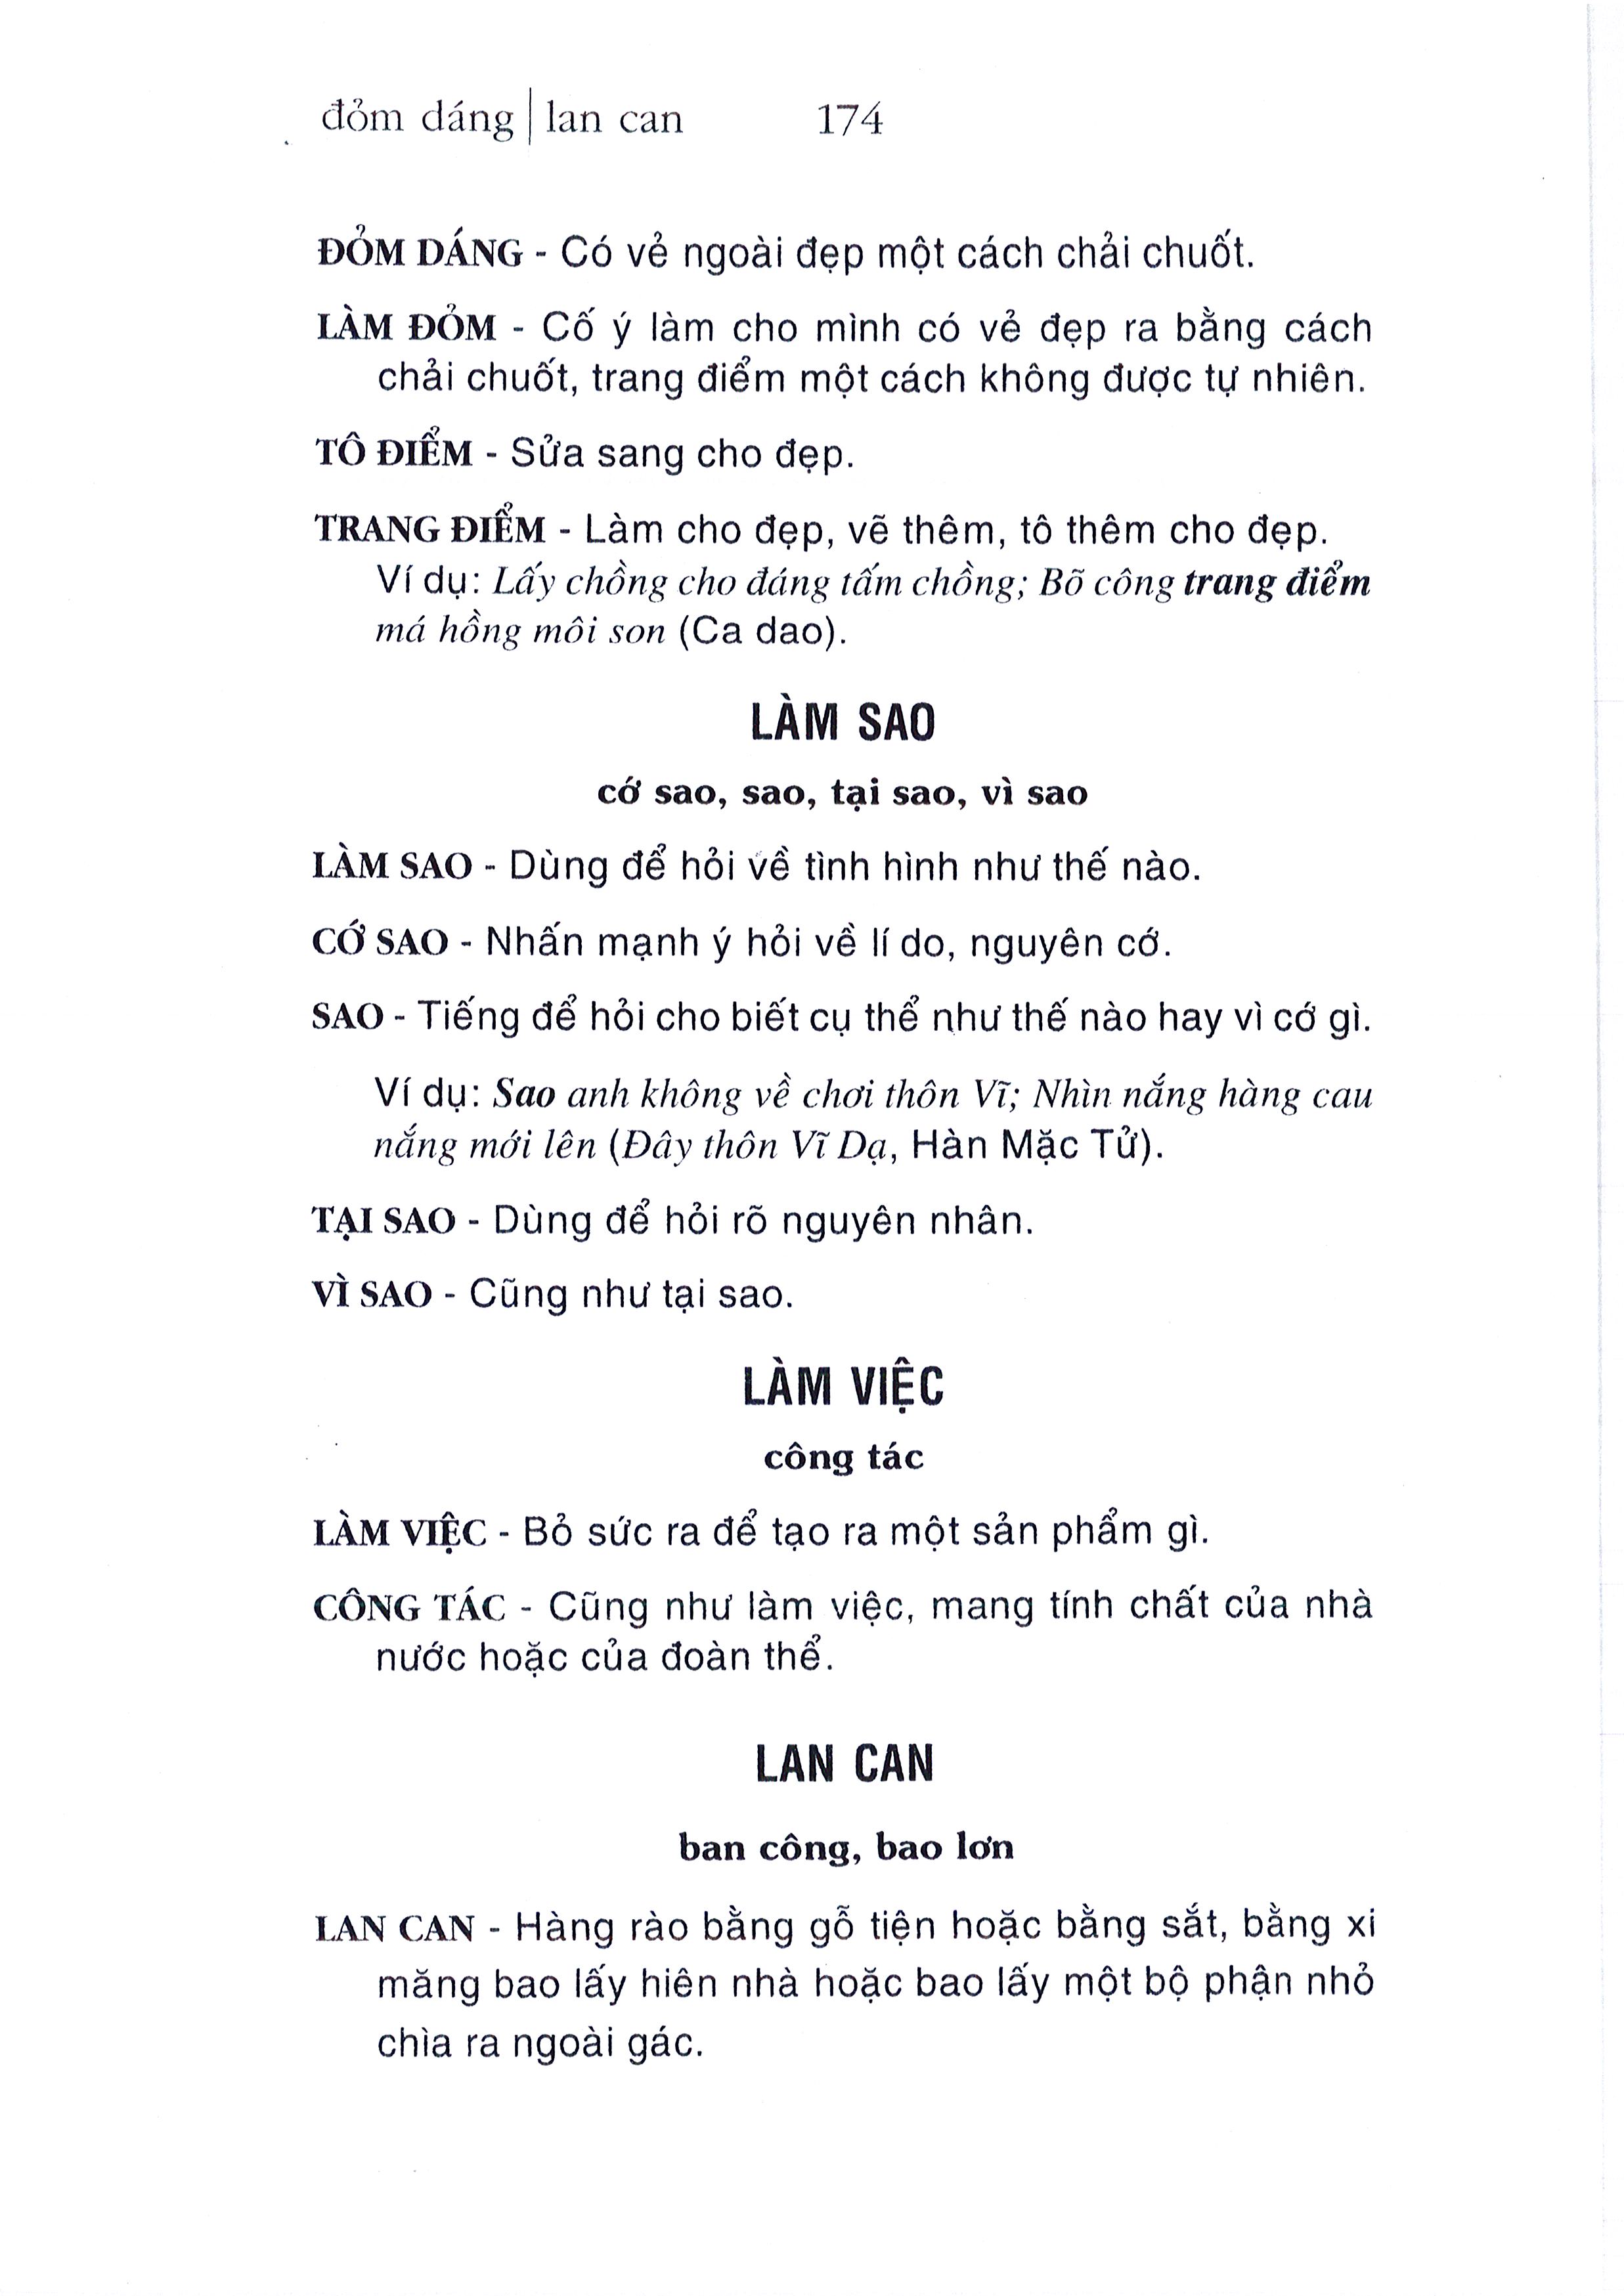 đỏm dáng | lan can 174
ĐỎM DÁNG - Có vẻ ngoài đẹp một cách chải chuốt.
LÀM ĐỎM - Cố ý làm cho mình có vẻ đẹp ra bằng cách
chải chuốt, trang điểm một cách không được tự nhiên.
TÔ ĐIỂM - Sửa sang cho đẹp.
TRANG ĐIỂM - Làm cho đẹp, vẽ thêm, tô thêm cho đẹp.
Ví dụ: Lấy chồng cho đáng tấm chồng; Bõ công trang điểm
má hồng môi son (Ca dao).
LÀM SAO
cớ sao, sao, tại sao, vì sao
LÀM SAO - Dùng để hỏi về tình hình như thế nào.
CỚ SAO - Nhấn mạnh ý hỏi về lí do, nguyên cớ.
SAO - Tiếng để hỏi cho biết cụ thể như thế nào hay vì cớ gì.
Ví dụ: Sao anh không về chơi thôn Vĩ; Nhìn nắng hàng cau
nắng mới lên (Đây thôn Vĩ Dạ, Hàn Mặc Tử).
TẠI SAO - Dùng để hỏi rõ nguyên nhân.
VÌ SAO - Cũng như tại sao.
LÀM VIỆC
công tác
LÀM VIỆC - Bỏ sức ra để tạo ra một sản phẩm gì.
CÔNG TÁC - Cũng như làm việc, mang tính chất của nhà
nước hoặc của đoàn thể.
LAN CAN
ban công, bao lơn
LAN CAN - Hàng rào bằng gỗ tiện hoặc bằng sắt, bằng xi
măng bao lấy hiên nhà hoặc bao lấy một bộ phận nhỏ
chìa ra ngoài gác.